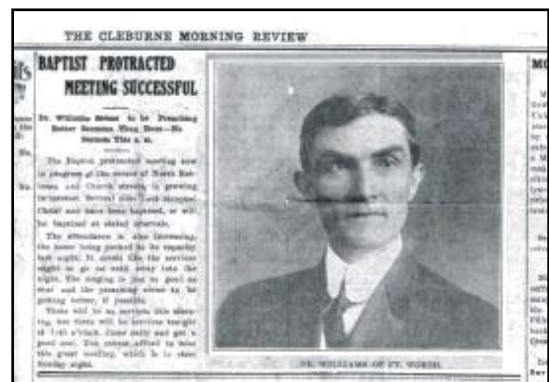 THE CLEBURNE MORNING REVIEW
BAPTIST PROTRACTED
MEETING SUCCESSFUL
Dr. Williams Seems to be Preaching
Better Sermons Than Ever—No
Sermon This a. m.
The Baptist protracted meeting now
in progress at the corner of North
and Church streets, is growing
in interest. Several have accepted
Christ and have been baptized, or will
be baptized at stated intervals.
The attendance is also increasing,
the house being packed to its capacity
last night. It seems like the services
might go on until away into the
night. The singing is just as good as
ever and the preaching seems to be
getting better, if possible.
There will be no services this morn-
ing, but there will be services tonight
at o'clock. Come early and get a
good seat. You cannot afford to miss
this great meeting, which is to close
Sunday night.
DR. WILLIAMS OF FT. WORTH.